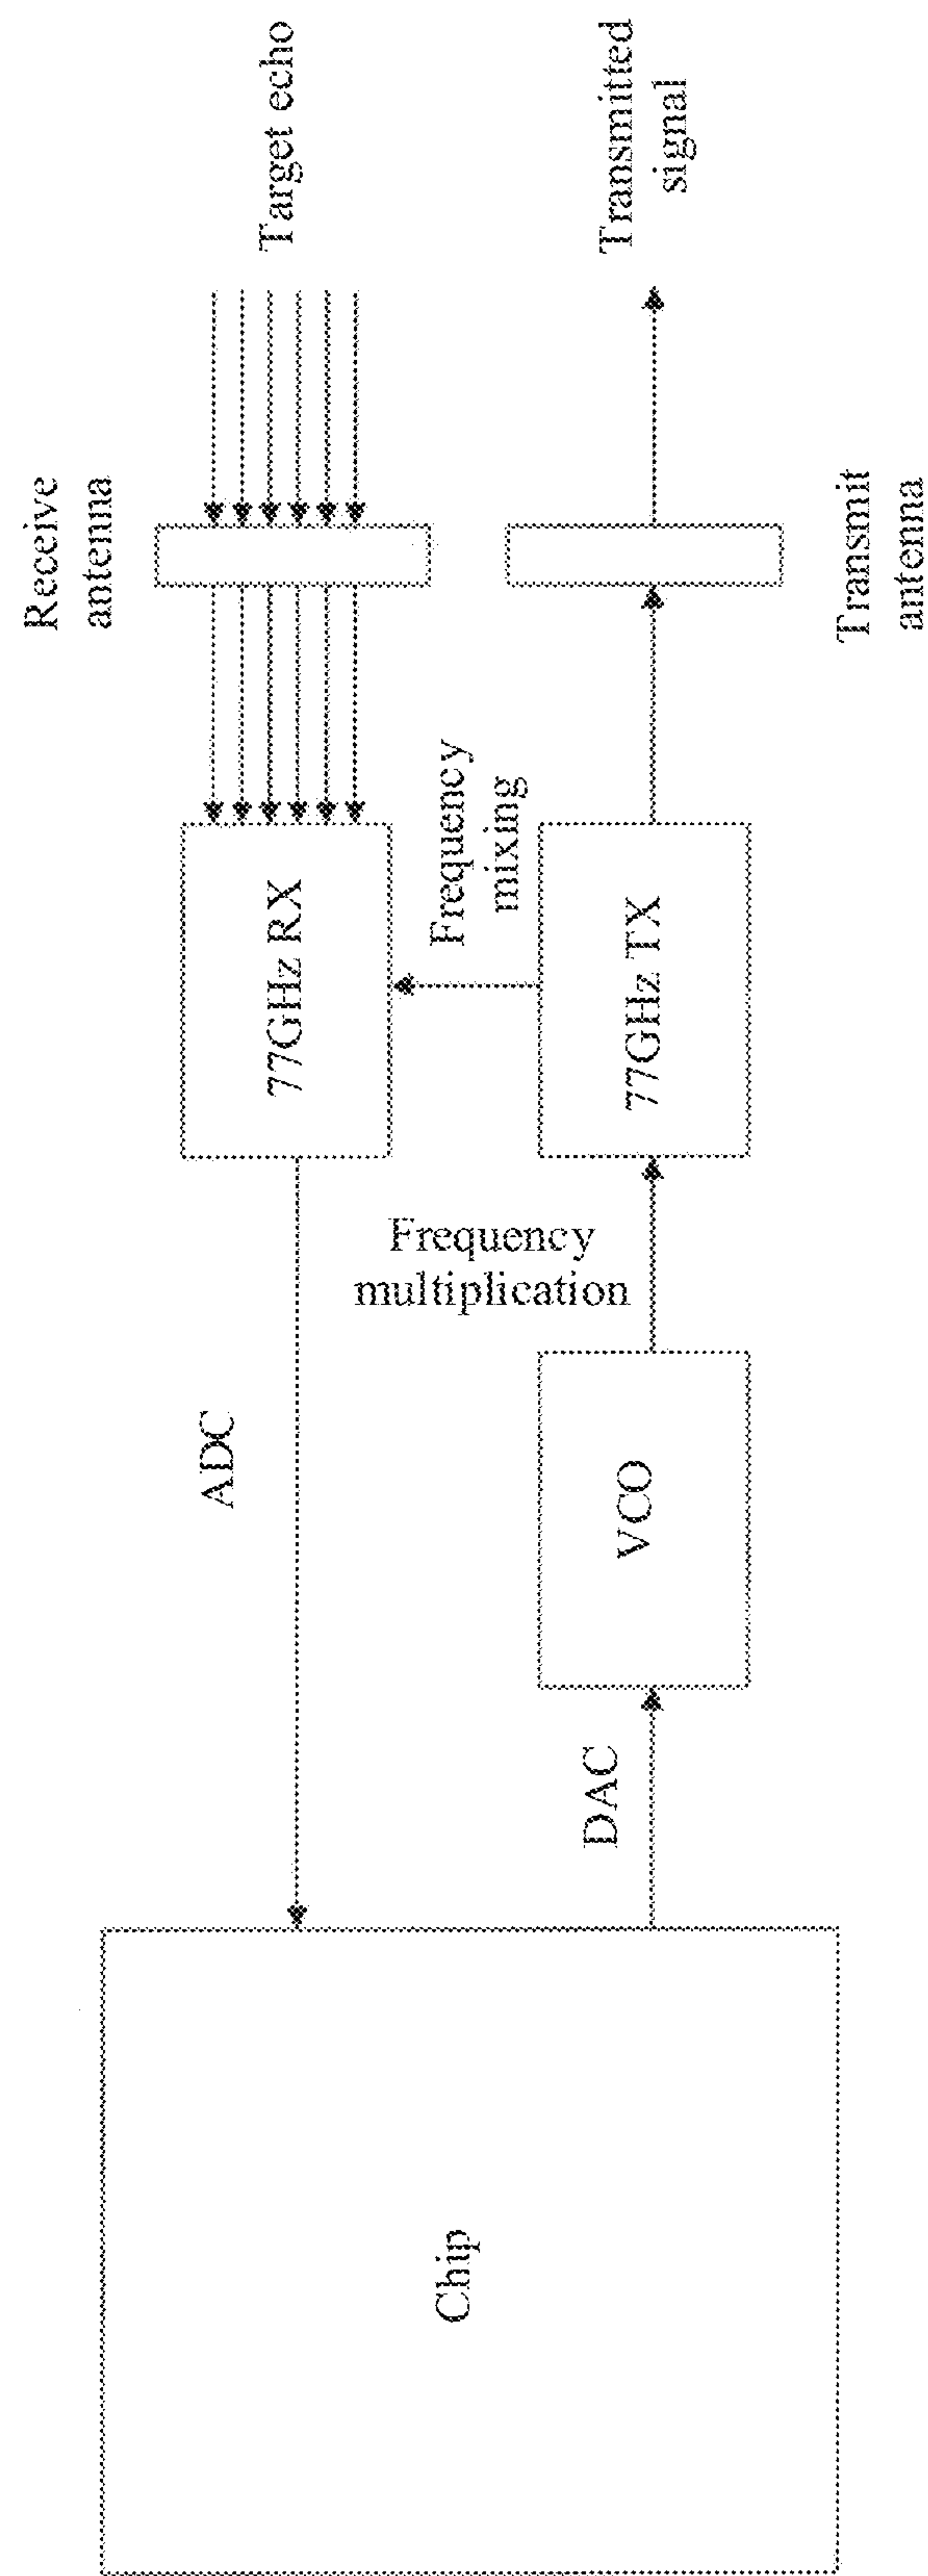 Receive
antenna
Target echo
77GHz RX
ADC
Frequency
mixing
Frequency
multiplication
Chip
DAC
VCO
77GHz TX
Transmitted
signal
Transmit
antenna